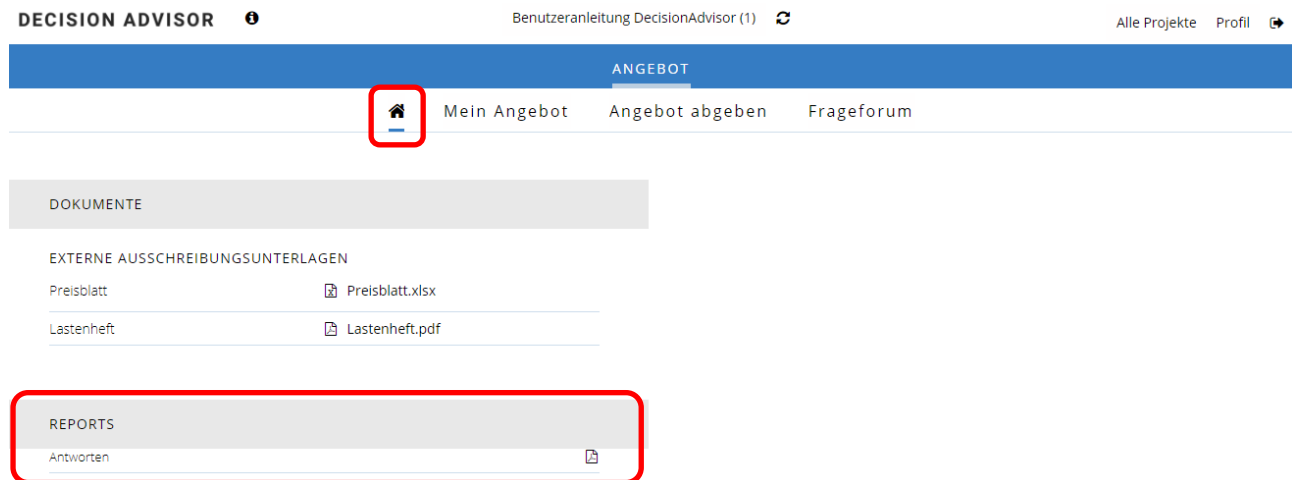 DECISION ADVISOR Benutzeranleitung DecisionAdvisor (1) Alle Projekte Profil
ANGEBOT
Mein Angebot Angebot abgeben Frageforum
DOKUMENTE
EXTERNE AUSSCHREIBUNGSUNTERLAGEN
Preisblatt Preisblatt.xlsx
Lastenheft Lastenheft.pdf
REPORTS
Antworten